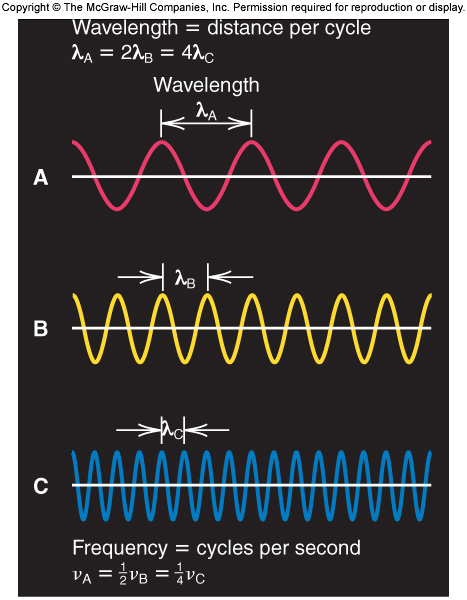 Copyright © The McGraw-Hill Companies, Inc. Permission required for reproduction or display.
Wavelength = distance per cycle
λA = 2λB = 4λC
Wavelength
λA
A
λB
B
λC
C
Frequency = cycles per second
νA = ½νB = ¼νC